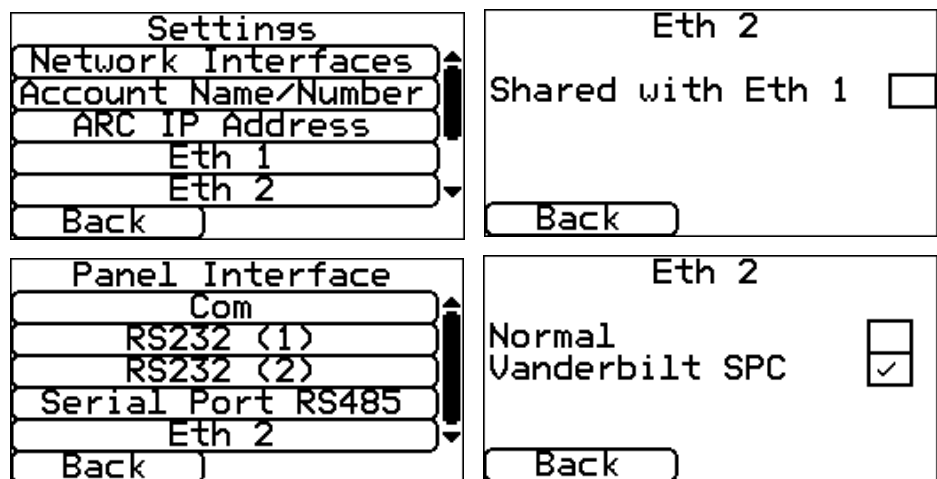 Settings
Network Interfaces
Account Name/Number
ARC IP Address
Eth 1
Eth 2
Back
Eth 2
Shared with Eth 1
Back
Panel Interface
Com
RS232 (1)
RS232 (2)
Serial Port RS485
Eth 2
Back
Eth 2
Normal
Vanderbilt SPC
Back